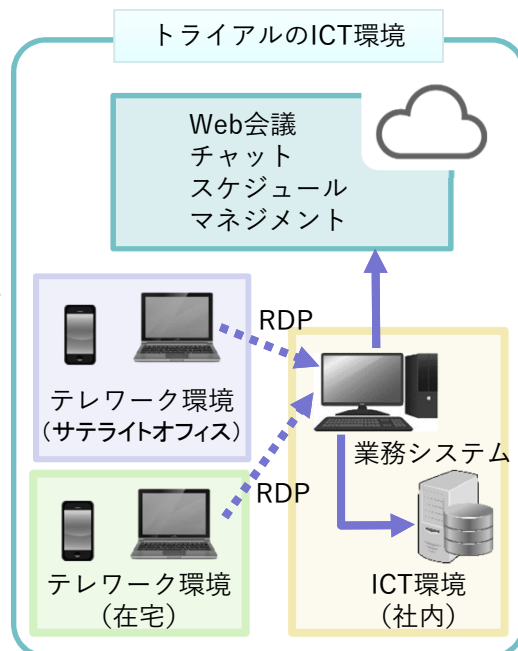 トライアルのICT環境
Web会議
チャット
スケジュール
マネジメント
RDP
テレワーク環境
（サテライトオフィス）
業務システム
RDP
テレワーク環境
（在宅）
ICT環境
（社内）